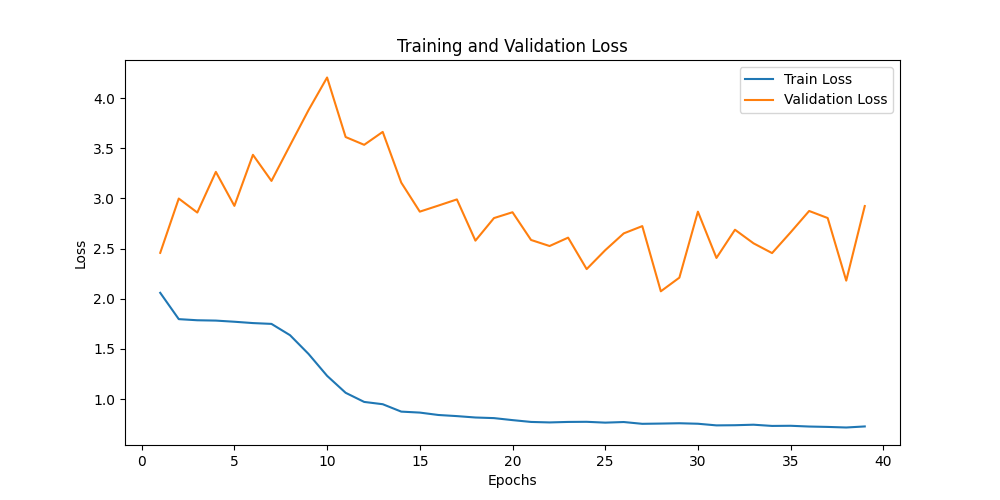 Training and Validation Loss
Train Loss
Validation Loss
4.0
3.5
3.0
2.5
2.0
1.5
1.0
Loss
0 5 10 15 20 25 30 35 40
Epochs